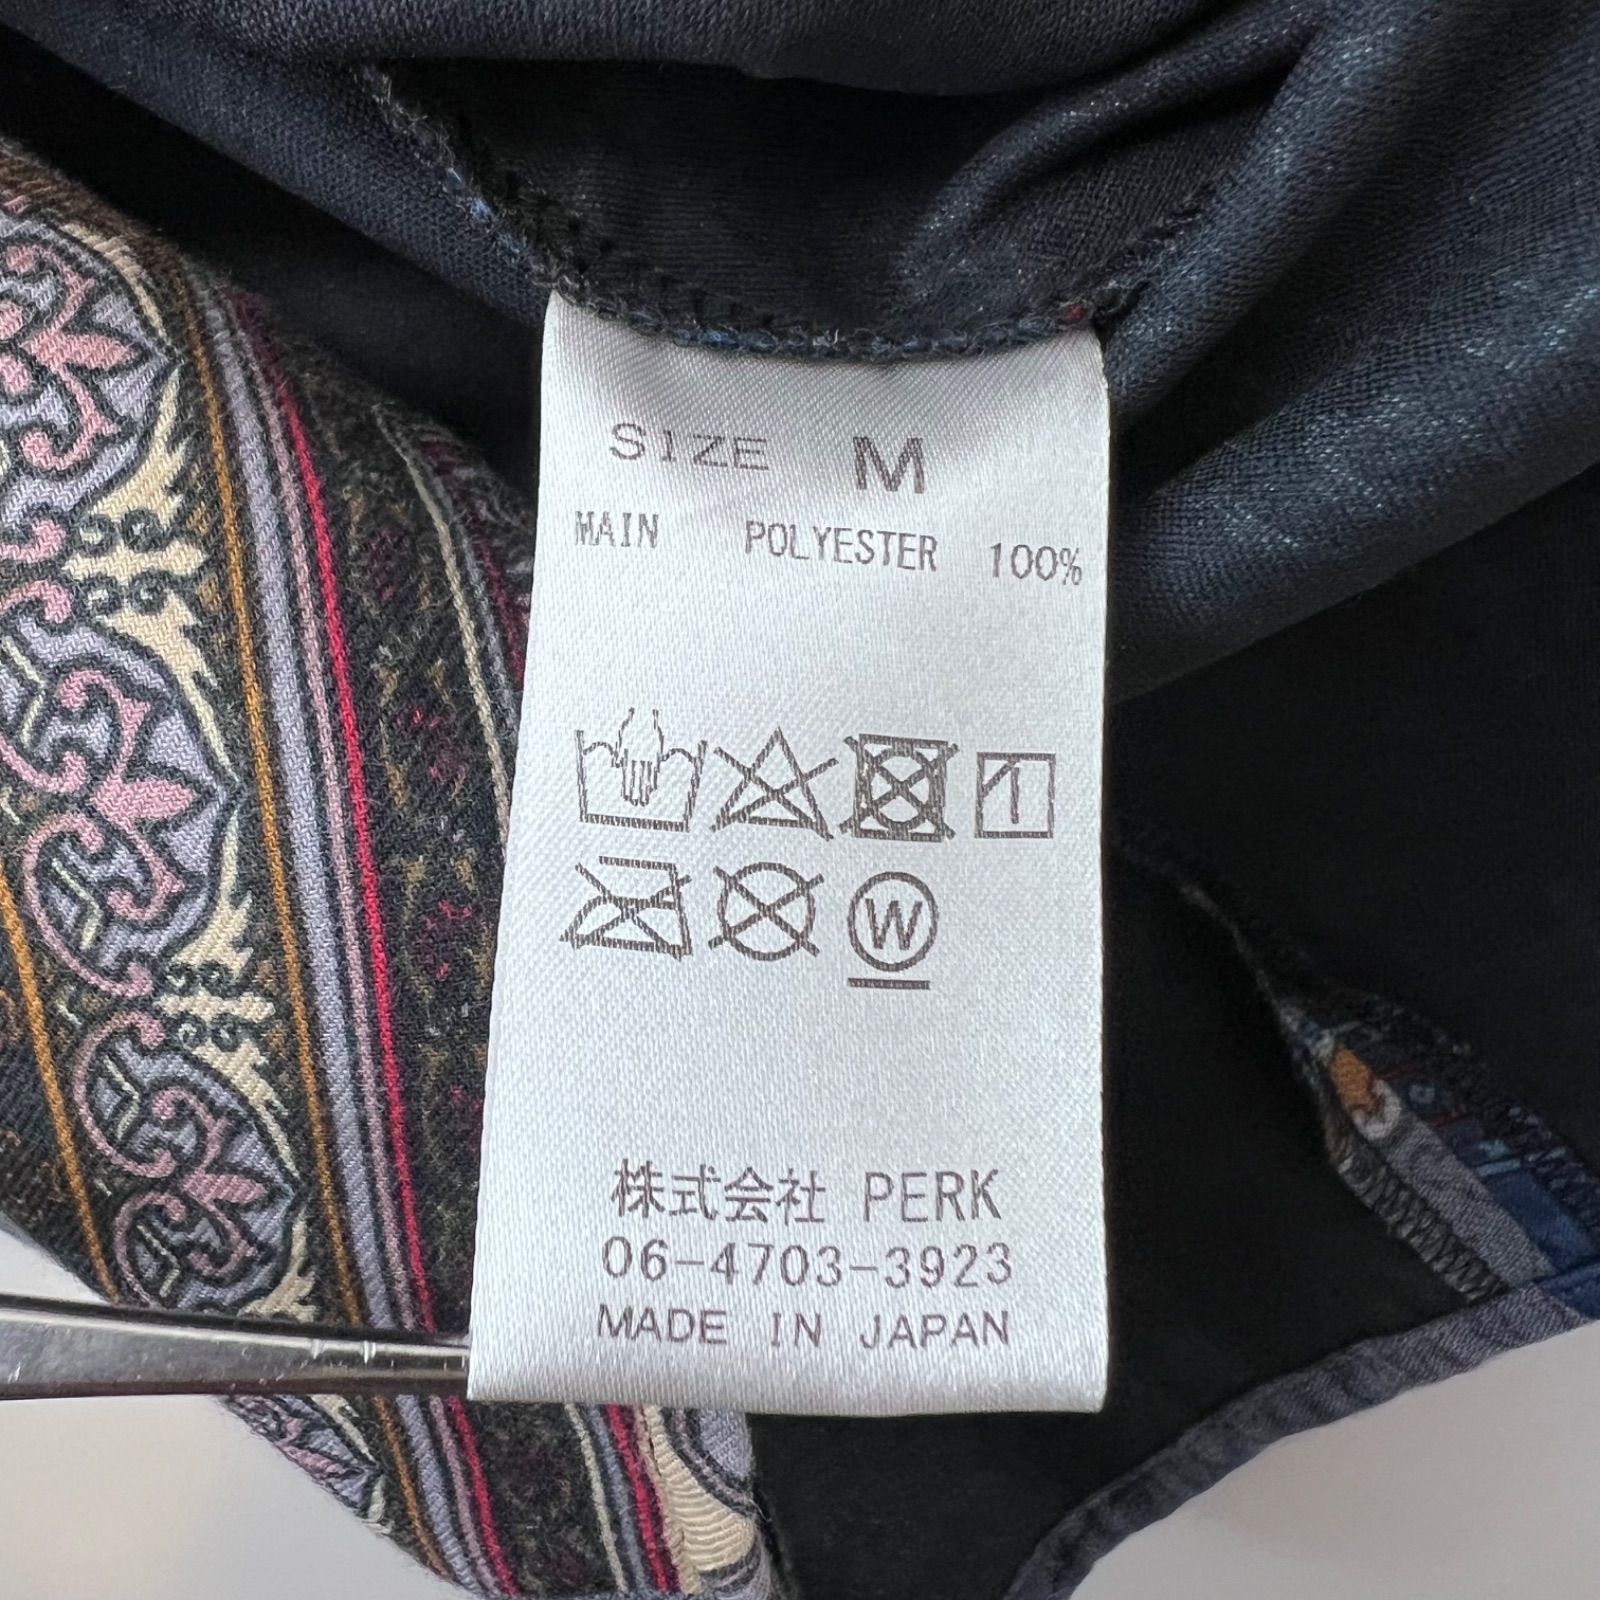 SIZE M
MAIN POLYESTER 100%
W
株式会社 PERK
06-4703-3923
MADE IN JAPAN